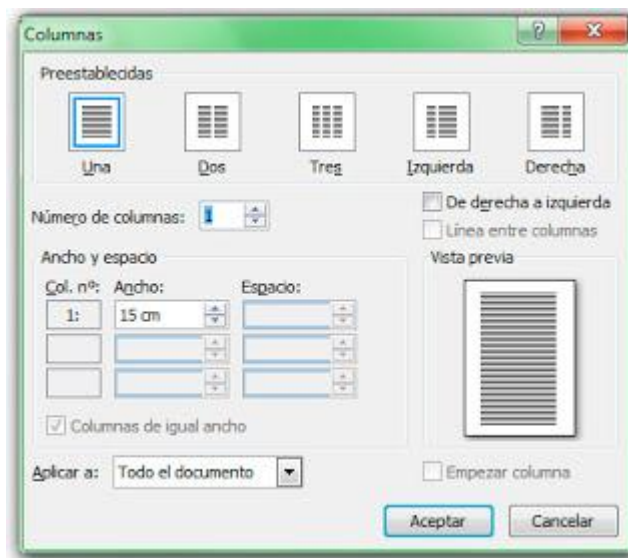 Columnas
Preestablecidas
Una Dos Tres Izquierda Derecha
Número de columnas: 1
De derecha a izquierda
Línea entre columnas
Ancho y espacio
Col. nº: Ancho: Espacio:
1: 15 cm
Columnas de igual ancho
Vista previa
Aplicar a: Todo el documento
Empezar columna
Aceptar Cancelar